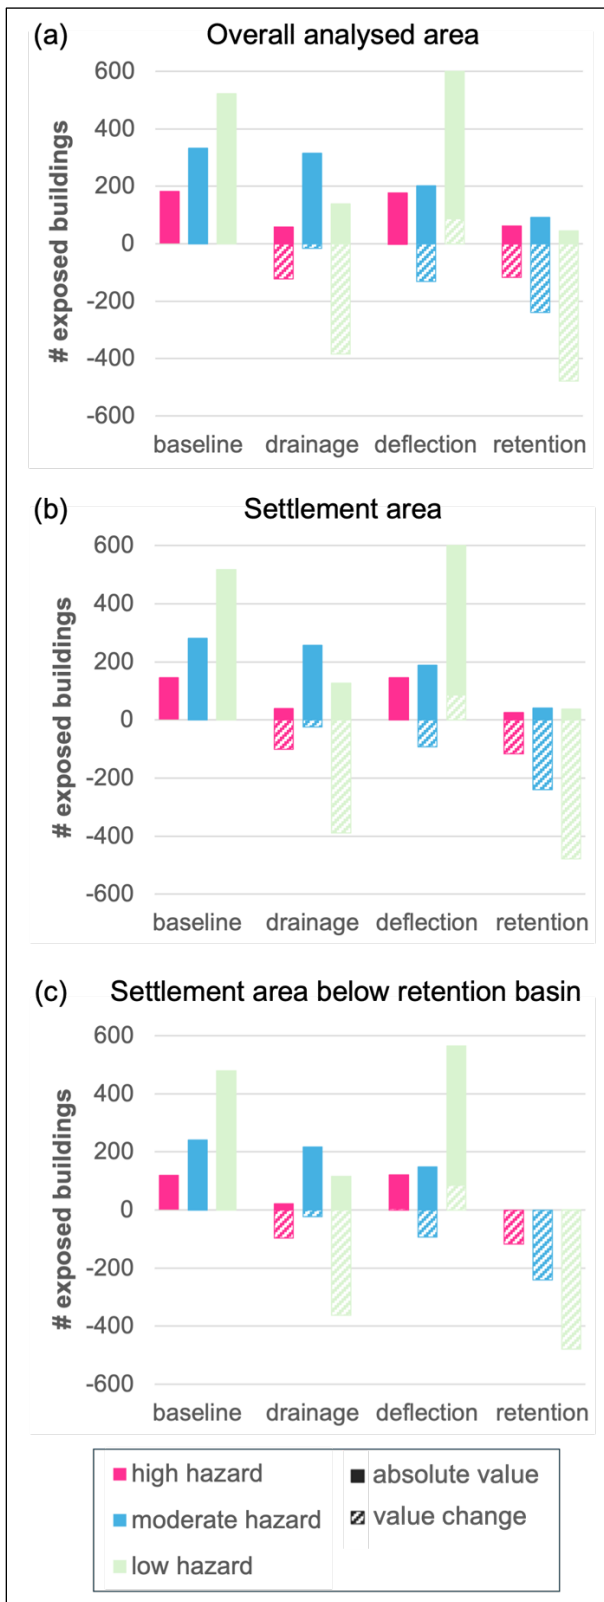 (a) Overall analysed area
# exposed buildings
600
400
200
0
-200
-400
-600
baseline drainage deflection retention
(b) Settlement area
# exposed buildings
600
400
200
0
-200
-400
-600
baseline drainage deflection retention
(c) Settlement area below retention basin
# exposed buildings
600
400
200
0
-200
-400
-600
baseline drainage deflection retention
high hazard absolute value
moderate hazard value change
low hazard